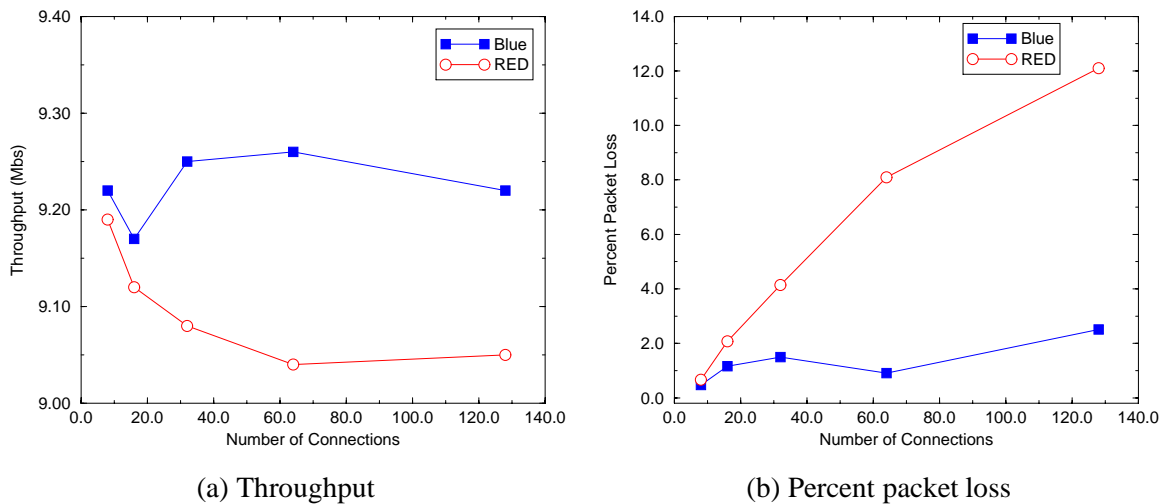 9.40
9.30
9.20
9.10
9.00
Throughput (Mbs)
0.0 20.0 40.0 60.0 80.0 100.0 120.0 140.0
Number of Connections
Blue
RED
(a) Throughput
14.0
12.0
10.0
8.0
6.0
4.0
2.0
0.0
Percent Packet Loss
0.0 20.0 40.0 60.0 80.0 100.0 120.0 140.0
Number of Connections
Blue
RED
(b) Percent packet loss